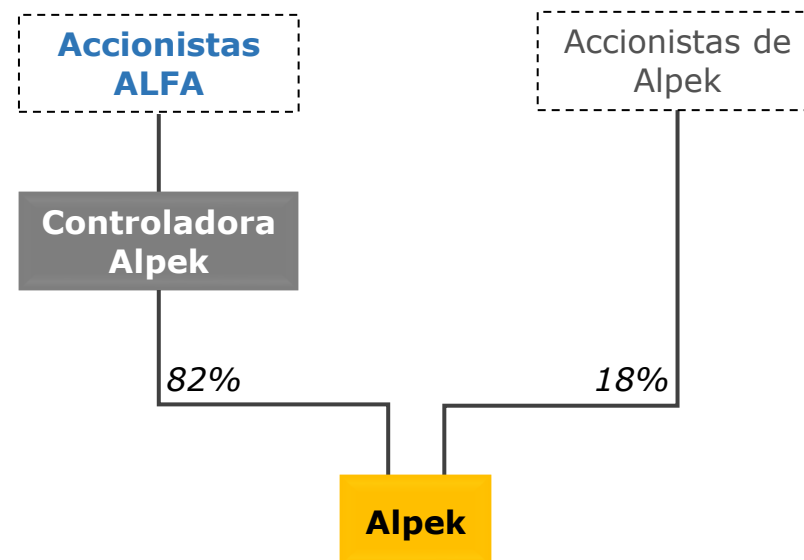 Accionistas
ALFA
Accionistas de
Alpek
Controladora
Alpek
82%
18%
Alpek